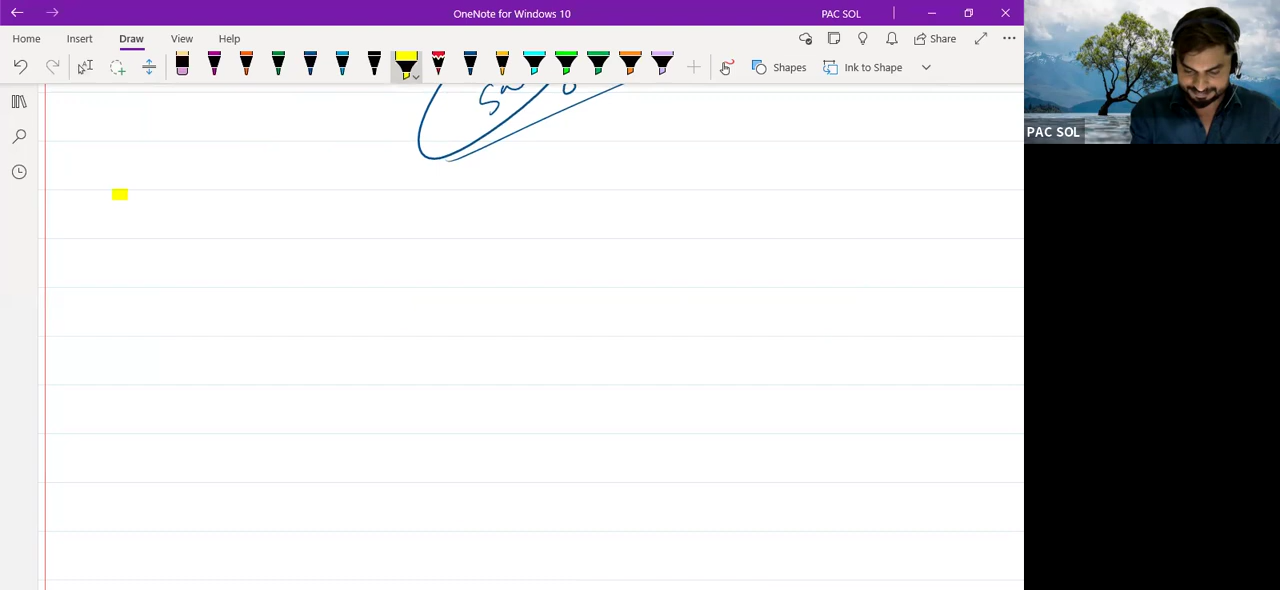 OneNote for Windows 10
PAC SOL
Home Insert Draw View Help
Share
Shapes
Ink to Shape
PAC SOL